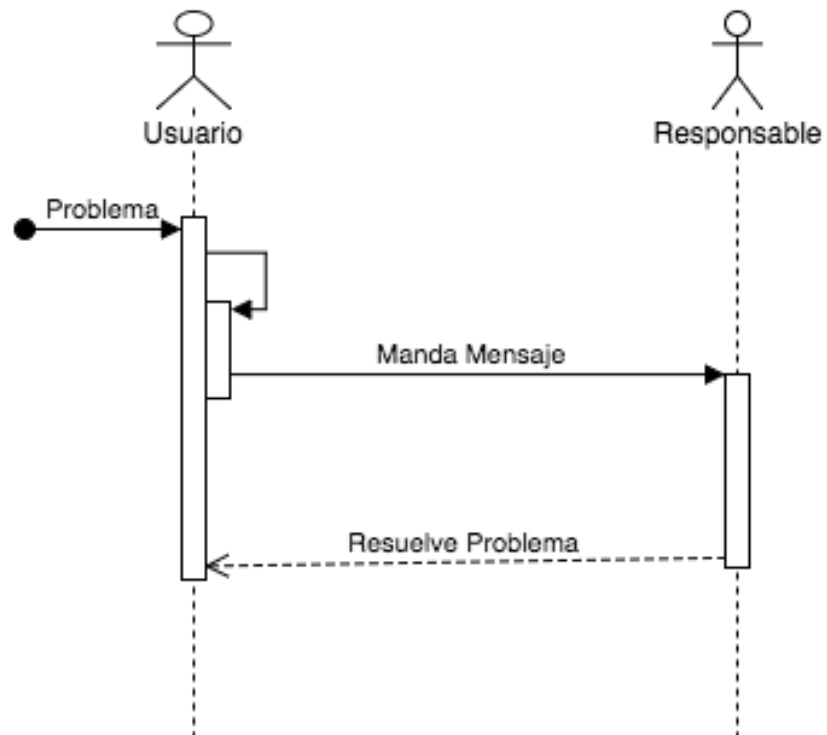 Usuario
Responsable
Problema
Manda Mensaje
Resuelve Problema